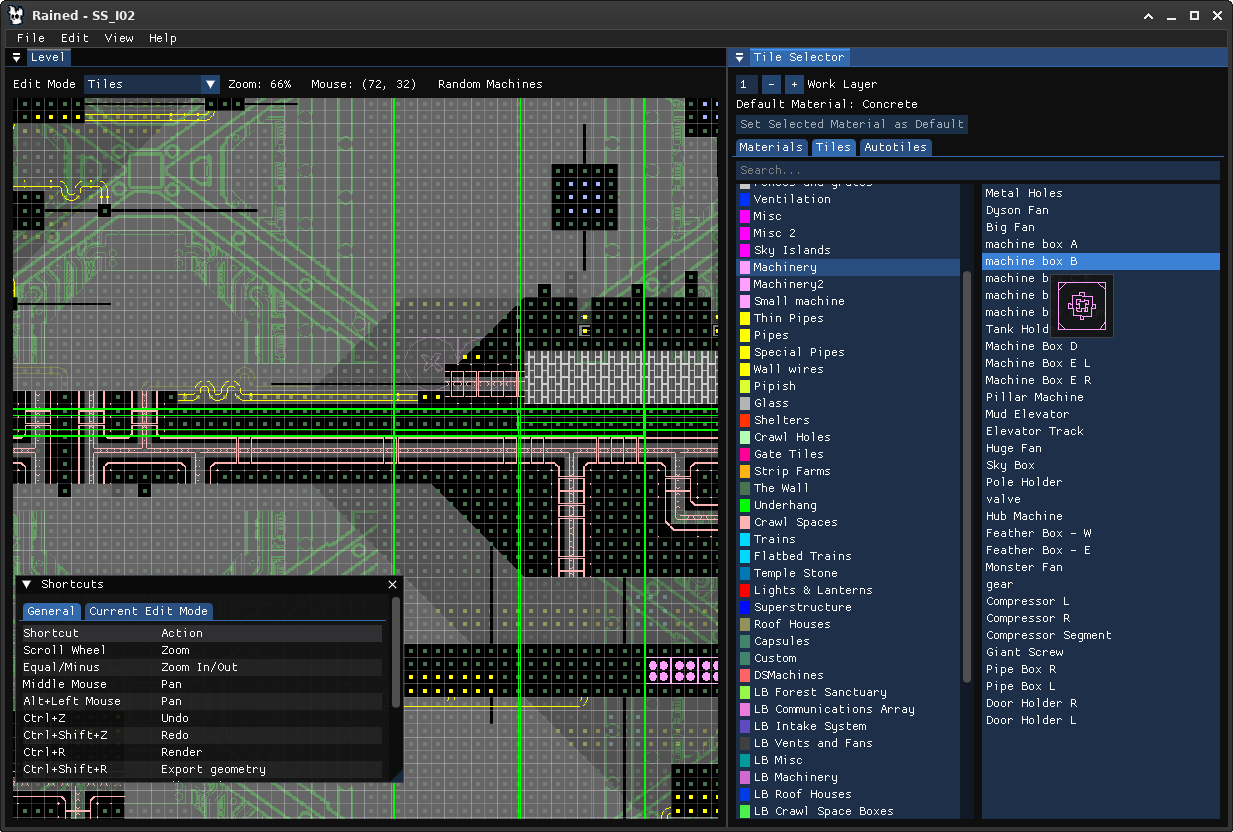 Rained - SS_I02
File Edit View Help
Level
Edit Mode Tiles Zoom: 66% Mouse: (72, 32) Random Machines
Shortcuts
General Current Edit Mode
Shortcut Action
Scroll Wheel Zoom
Equal/Minus Zoom In/Out
Middle Mouse Pan
Alt+Left Mouse Pan
Ctrl+Z Undo
Ctrl+Shift+Z Redo
Ctrl+R Render
Ctrl+Shift+R Export geometry
Tile Selector
1 - + Work Layer
Default Material: Concrete
Set Selected Material as Default
Materials Tiles Autotiles
Search...
Ventilation
Misc
Misc 2
Sky Islands
Machinery
Machinery2
Small machine
Thin Pipes
Pipes
Special Pipes
Wall wires
Pipish
Glass
Shelters
Crawl Holes
Gate Tiles
Strip Farms
The Wall
Underhang
Crawl Spaces
Trains
Flatbed Trains
Temple Stone
Lights & Lanterns
Superstructure
Roof Houses
Capsules
Custom
DSMachines
LB Forest Sanctuary
LB Communications Array
LB Intake System
LB Vents and Fans
LB Misc
LB Machinery
LB Roof Houses
LB Crawl Space Boxes
Metal Holes
Dyson Fan
Big Fan
machine box A
machine box B
machine b
machine b
machine b
Tank Hold
Machine Box D
Machine Box E L
Machine Box E R
Pillar Machine
Mud Elevator
Elevator Track
Huge Fan
Sky Box
Pole Holder
valve
Hub Machine
Feather Box - W
Feather Box - E
Monster Fan
gear
Compressor L
Compressor R
Compressor Segment
Giant Screw
Pipe Box R
Pipe Box L
Door Holder R
Door Holder L